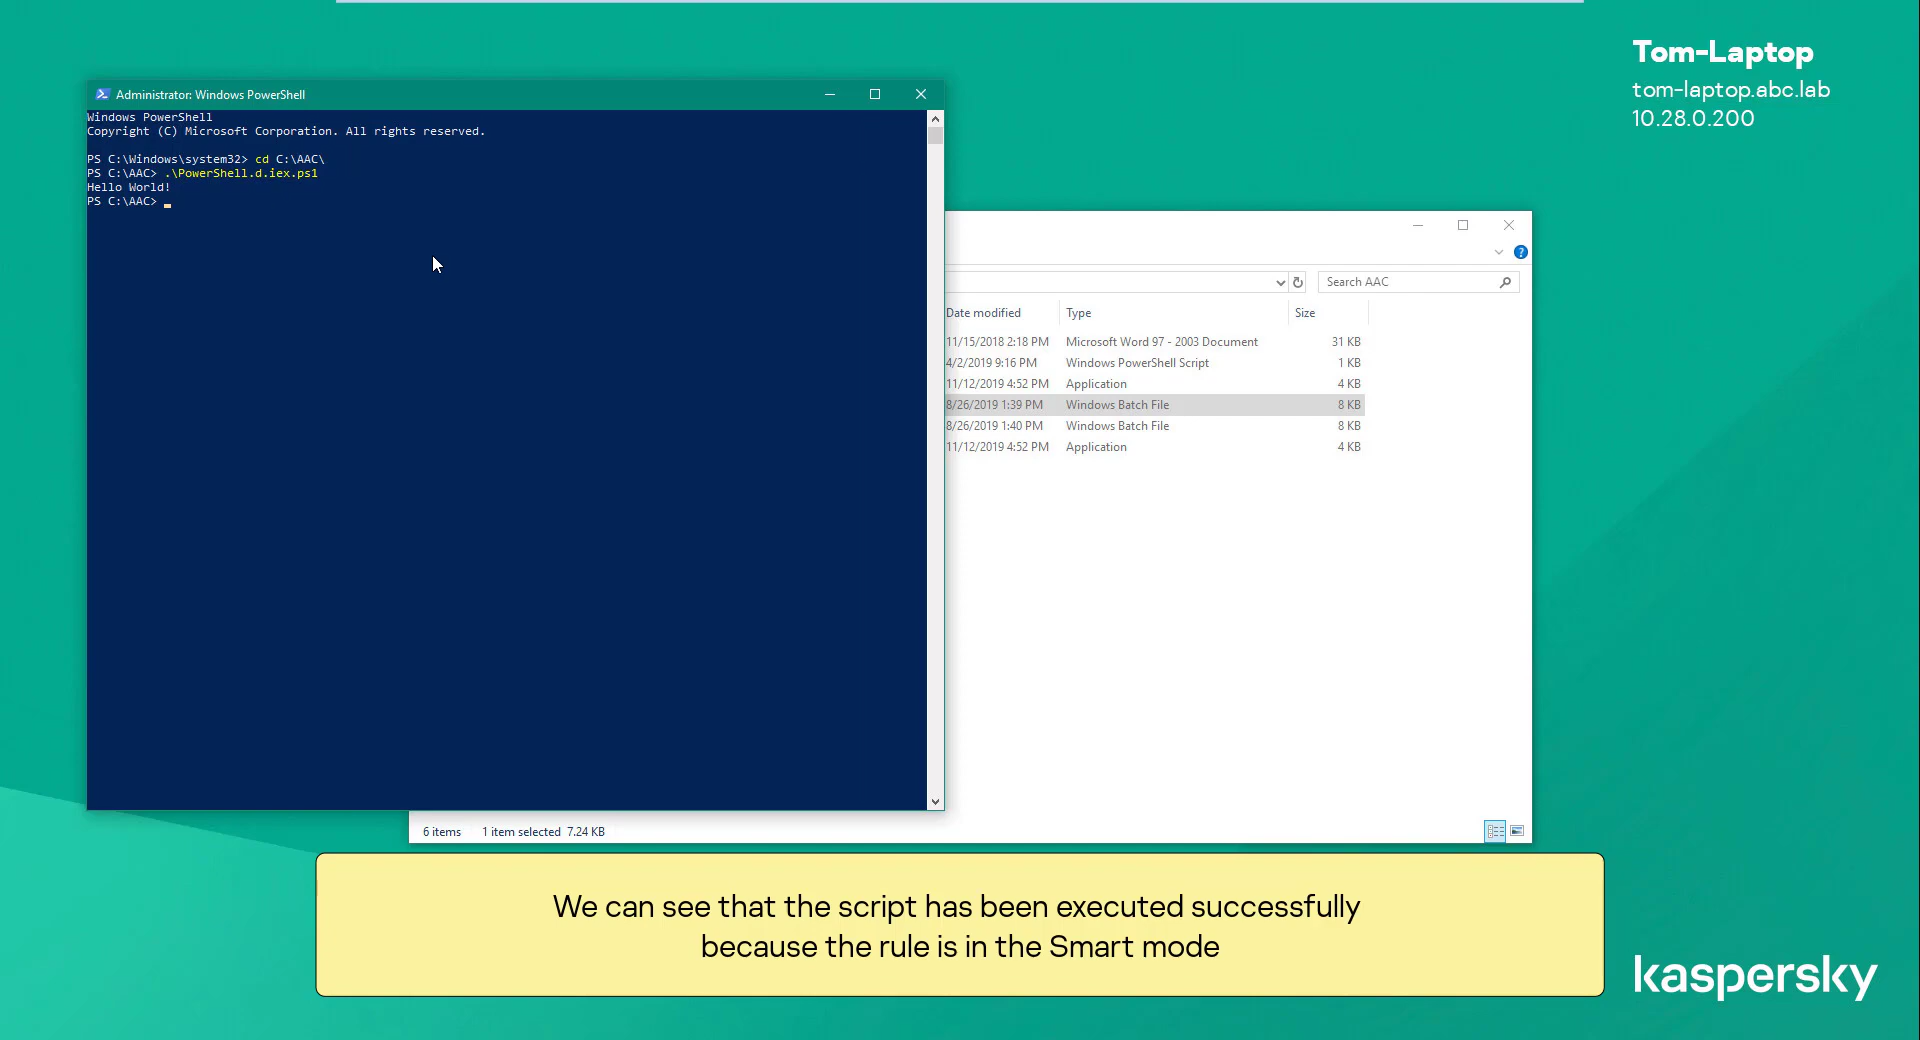 Tom-Laptop
tom-laptop.abc.lab
10.28.0.200
Administrator: Windows PowerShell
Windows PowerShell
Copyright (C) Microsoft Corporation. All rights reserved.
PS C:\Windows\system32> cd C:\AAC\
PS C:\AAC> .\PowerShell.d.iex.ps1
Hello World!
PS C:\AAC>
Search AAC
Date modified Type Size
11/15/2018 2:18 PM Microsoft Word 97 - 2003 Document 31 KB
4/2/2019 9:16 PM Windows PowerShell Script 1 KB
11/12/2019 4:52 PM Application 4 KB
8/26/2019 1:39 PM Windows Batch File 8 KB
8/26/2019 1:40 PM Windows Batch File 8 KB
11/12/2019 4:52 PM Application 4 KB
6 items 1 item selected 7.24 KB
We can see that the script has been executed successfully
because the rule is in the Smart mode
kaspersky